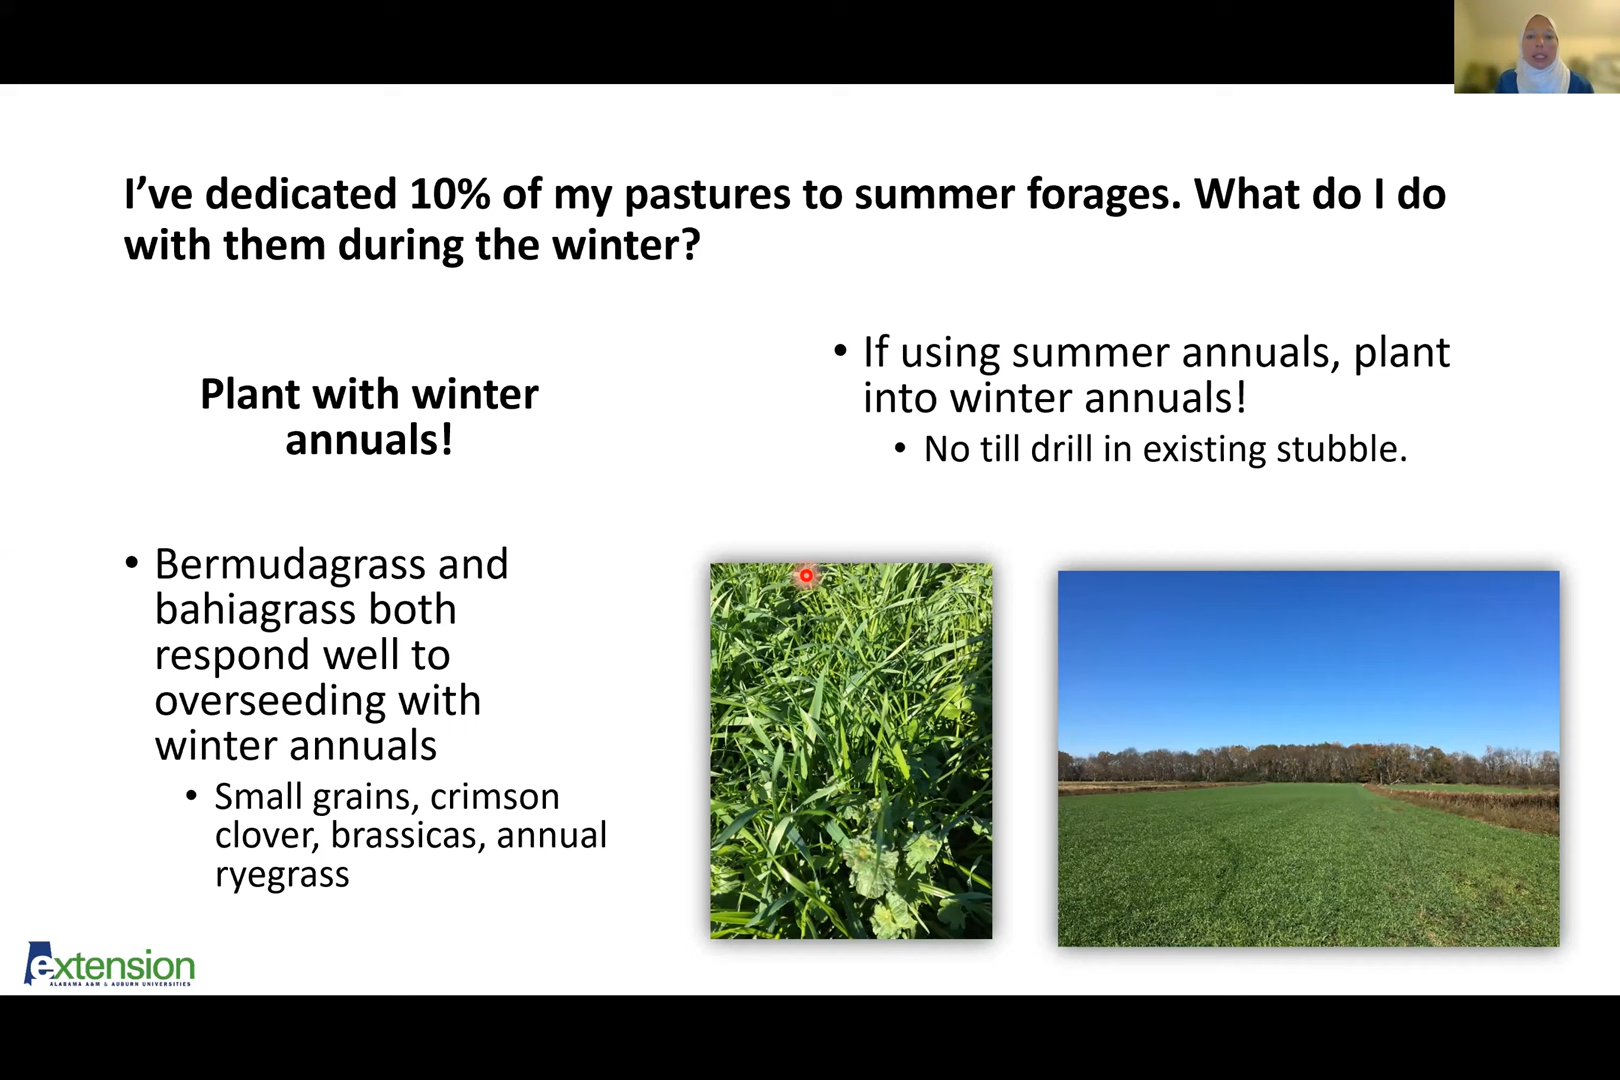 I’ve dedicated 10% of my pastures to summer forages. What do I do
with them during the winter?
Plant with winter
annuals!
• Bermudagrass and
bahiagrass both
respond well to
overseeding with
winter annuals
• Small grains, crimson
clover, brassicas, annual
ryegrass
• If using summer annuals, plant
into winter annuals!
• No till drill in existing stubble.
extension
ALABAMA A&M & AUBURN UNIVERSITIES